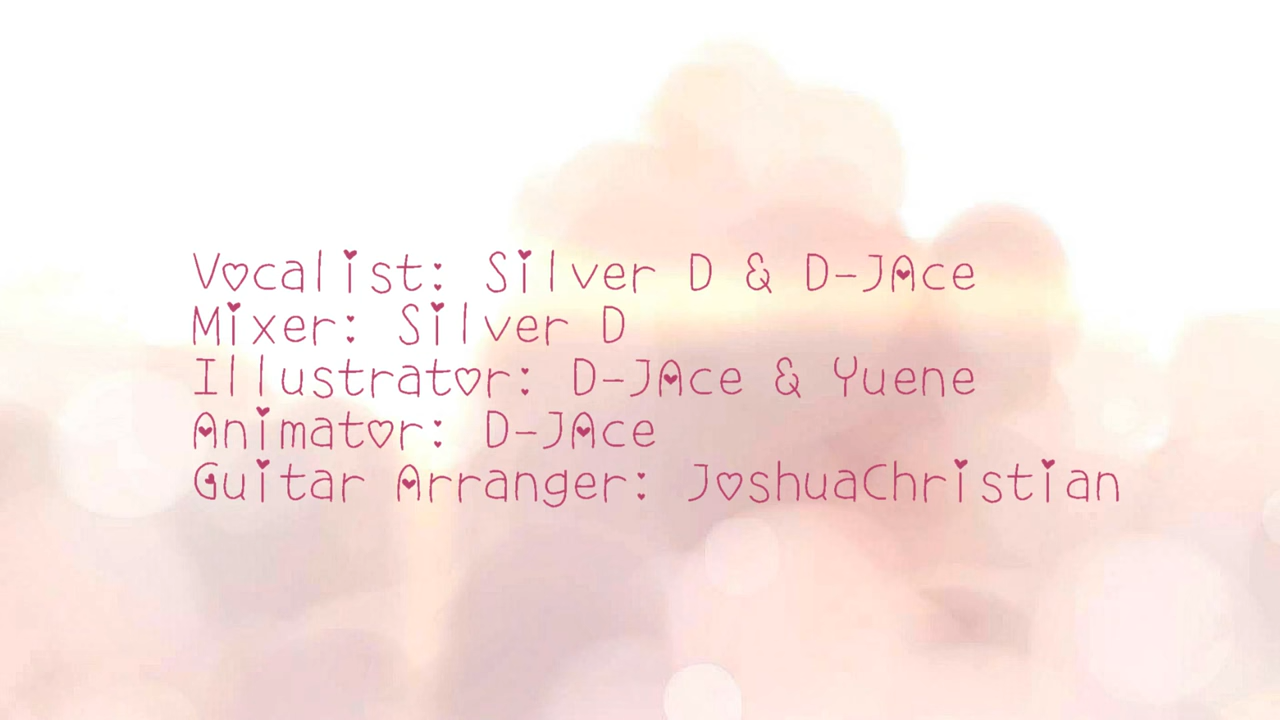 Vocalist: Silver D & D-JAce
Mixer: Silver D
Illustrator: D-JAce & Yuene
Animator: D-JAce
Guitar Arranger: JoshuaChristian